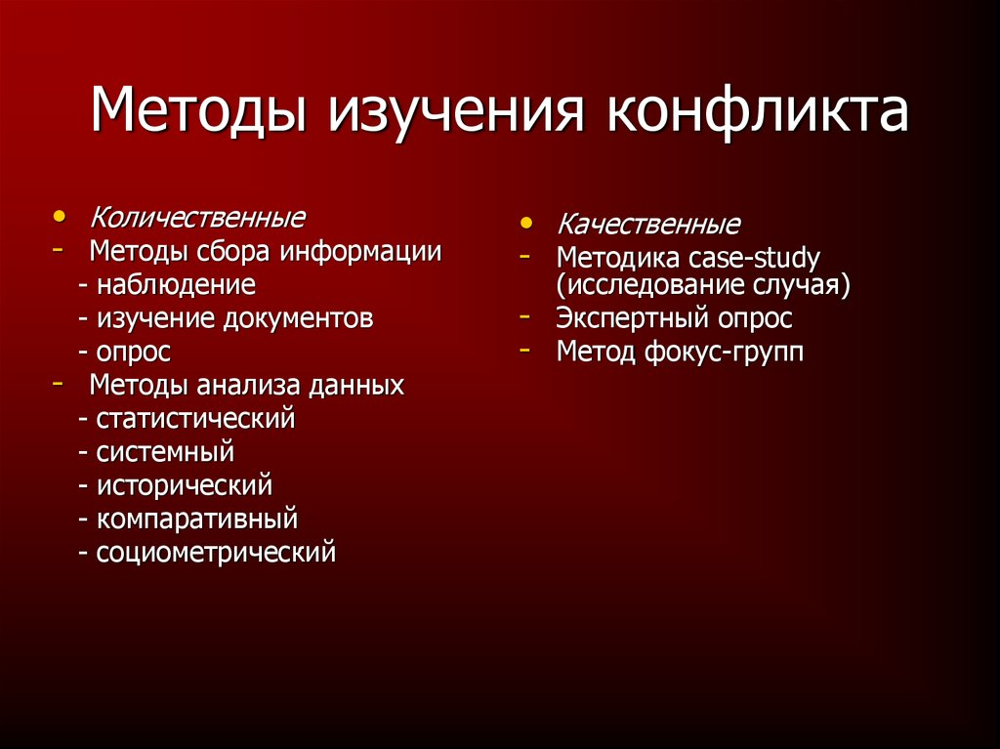 Методы изучения конфликта
• Количественные
- Методы сбора информации
- наблюдение
- изучение документов
- опрос
- Методы анализа данных
- статистический
- системный
- исторический
- компаративный
- социометрический
• Качественные
- Методика case-study
(исследование случая)
- Экспертный опрос
- Метод фокус-групп